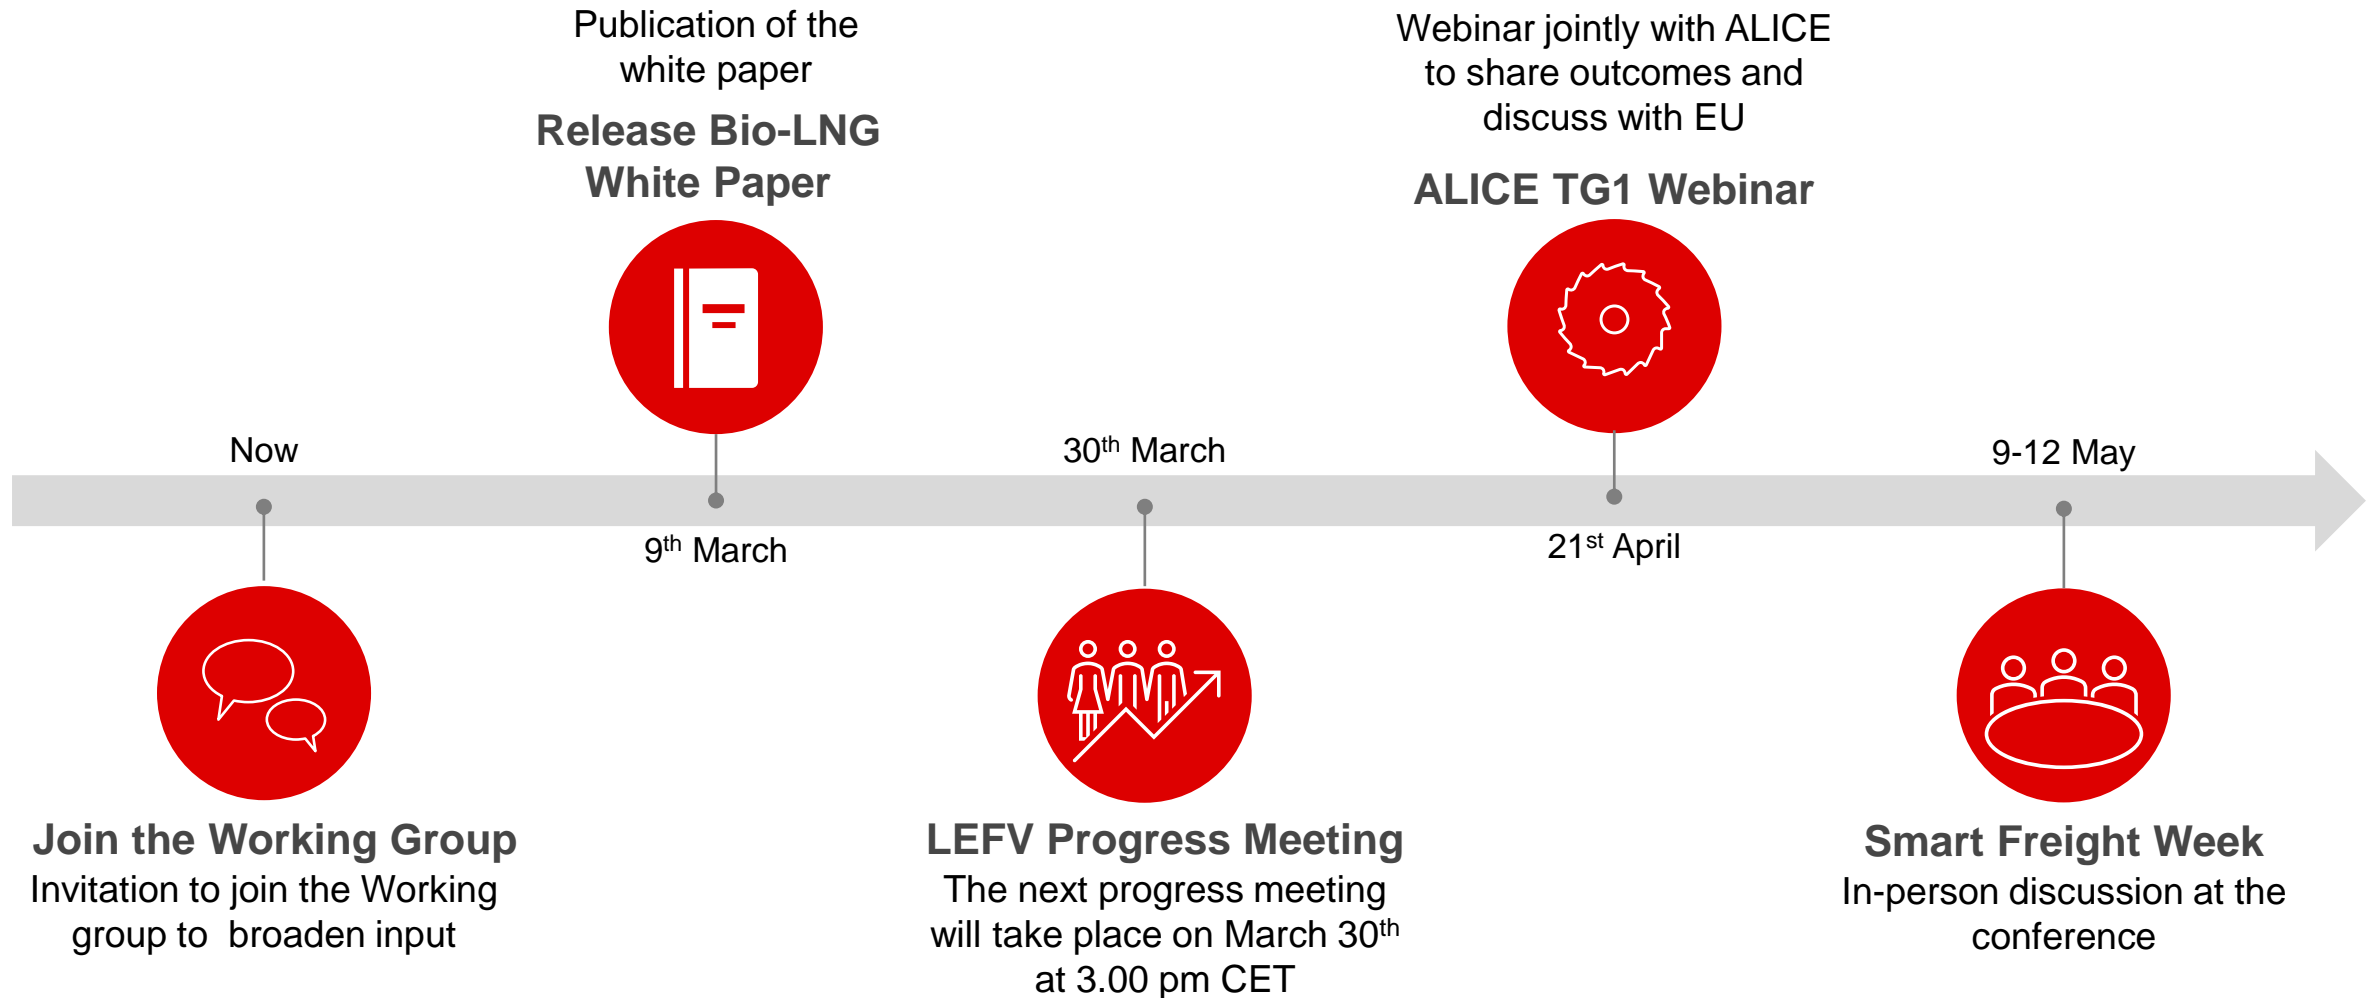 Publication of the
white paper
Release Bio-LNG
White Paper
Webinar jointly with ALICE
to share outcomes and
discuss with EU
ALICE TG1 Webinar
Now
30th March
9-12 May
9th March
21st April
Join the Working Group
Invitation to join the Working
group to  broaden input
LEFV Progress Meeting
The next progress meeting
will take place on March 30th
at 3.00 pm CET
Smart Freight Week
In-person discussion at the
conference